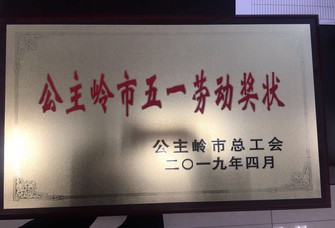 公主岭市五一劳动奖状
公主岭市总工会
二〇一九年四月